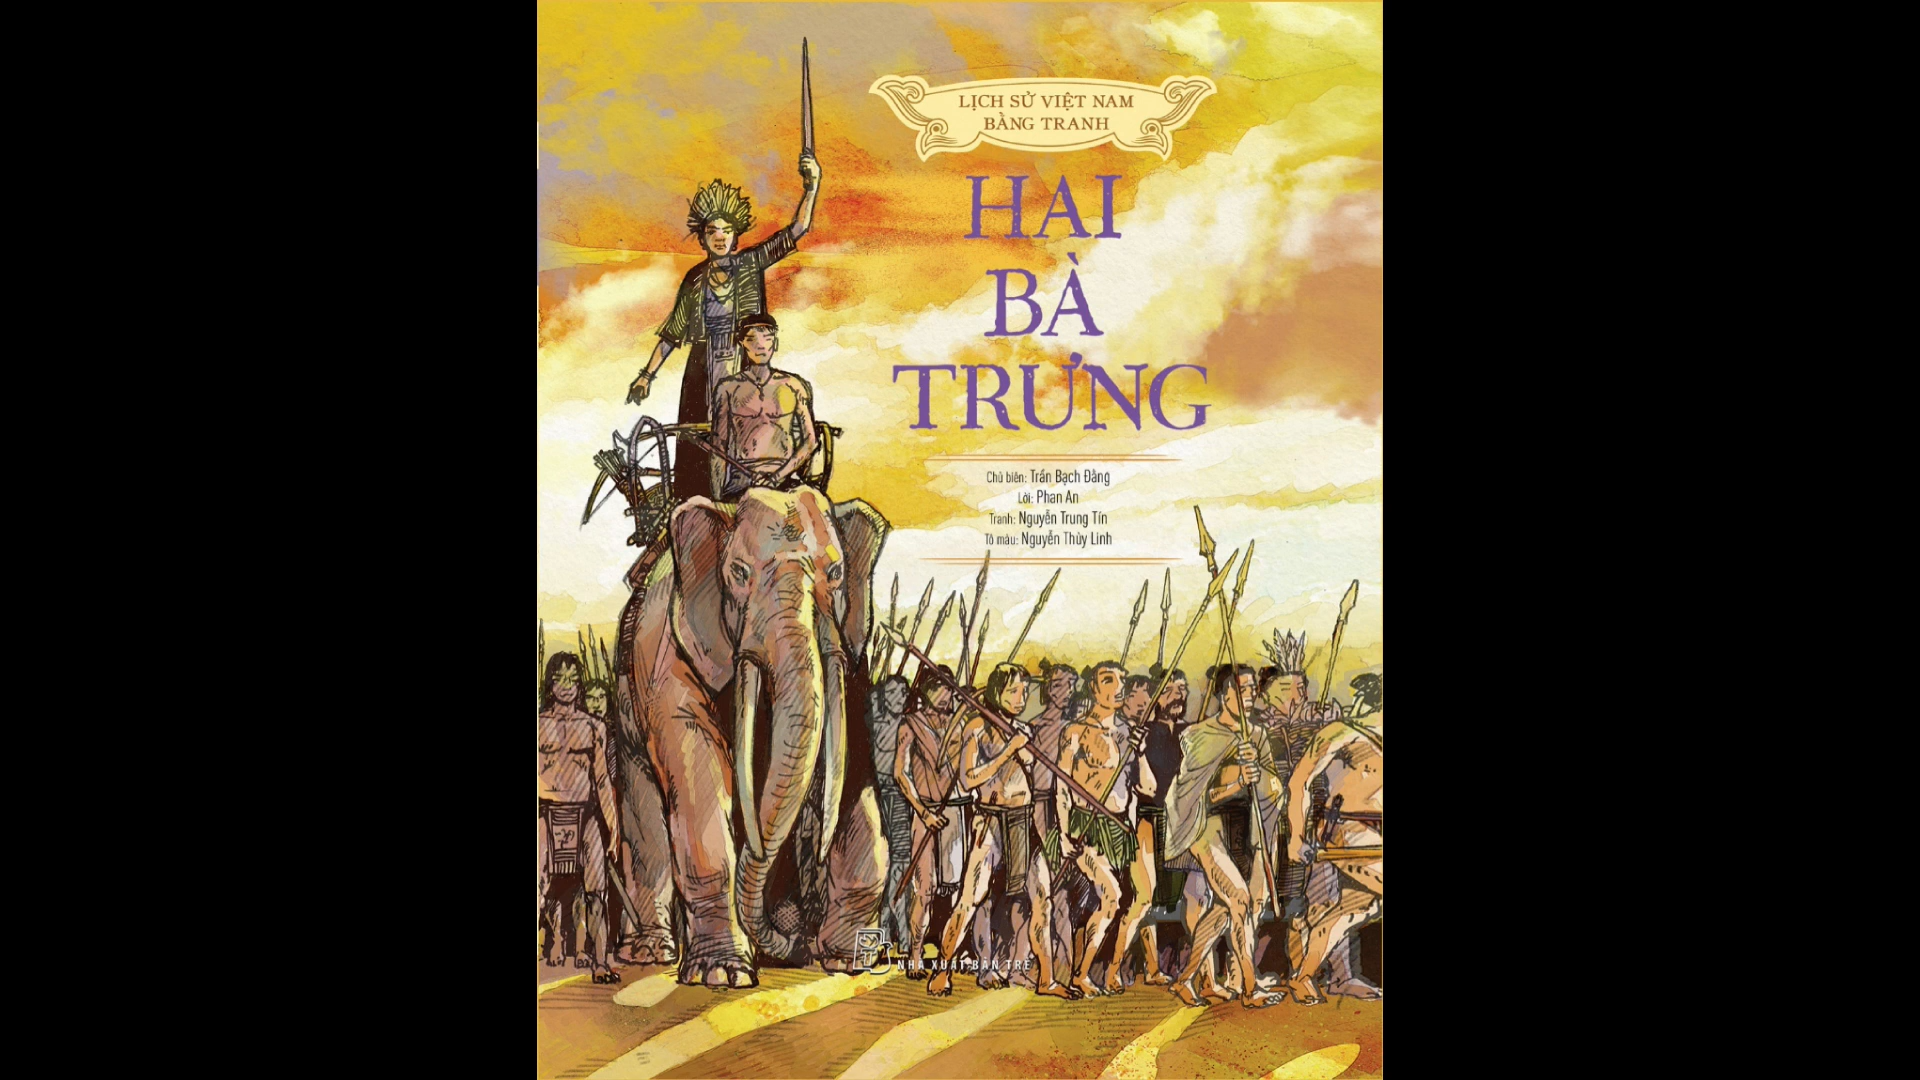 LỊCH SỬ VIỆT NAM
BẰNG TRANH
HAI
BÀ
TRƯNG
Chủ biên: Trần Bạch Đằng
Lời: Phan An
Tranh: Nguyễn Trung Tín
Tô màu: Nguyễn Thùy Linh
NHÀ XUẤT BẢN TRẺ